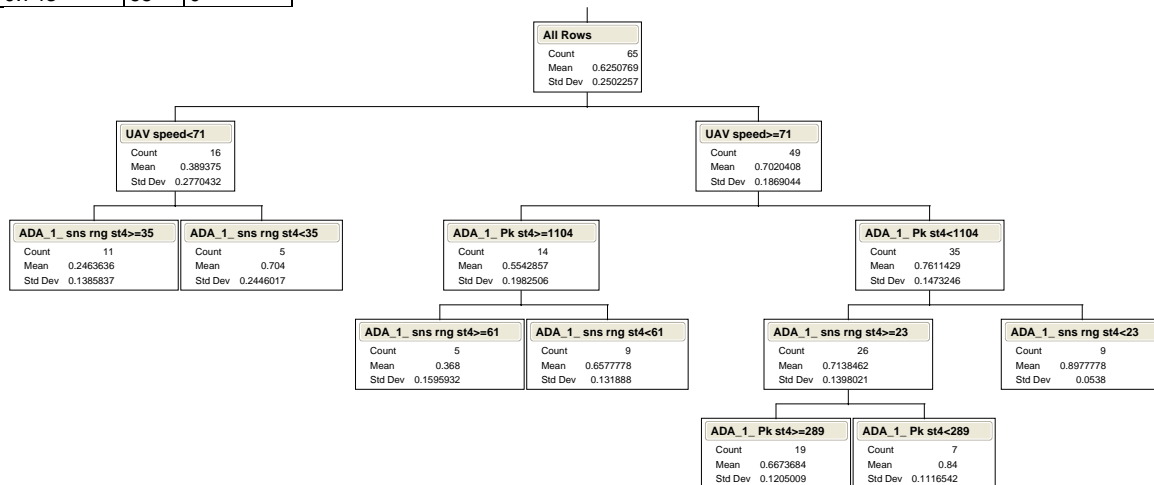 All Rows
Count 65
Mean 0.6250769
Std Dev 0.2502257
UAV speed<71
Count 16
Mean 0.389375
Std Dev 0.2770432
UAV speed>=71
Count 49
Mean 0.7020408
Std Dev 0.1869044
ADA_1_ sns rng st4>=35
Count 11
Mean 0.2463636
Std Dev 0.1385837
ADA_1_ sns rng st4<35
Count 5
Mean 0.704
Std Dev 0.2446017
ADA_1_ Pk st4>=1104
Count 14
Mean 0.5542857
Std Dev 0.1982506
ADA_1_ Pk st4<1104
Count 35
Mean 0.7611429
Std Dev 0.1473246
ADA_1_ sns rng st4>=61
Count 5
Mean 0.368
Std Dev 0.1595932
ADA_1_ sns rng st4<61
Count 9
Mean 0.6577778
Std Dev 0.131888
ADA_1_ sns rng st4>=23
Count 26
Mean 0.7138462
Std Dev 0.1398021
ADA_1_ sns rng st4<23
Count 9
Mean 0.8977778
Std Dev 0.0538
ADA_1_ Pk st4>=289
Count 19
Mean 0.6673684
Std Dev 0.1205009
ADA_1_ Pk st4<289
Count 7
Mean 0.84
Std Dev 0.1116542